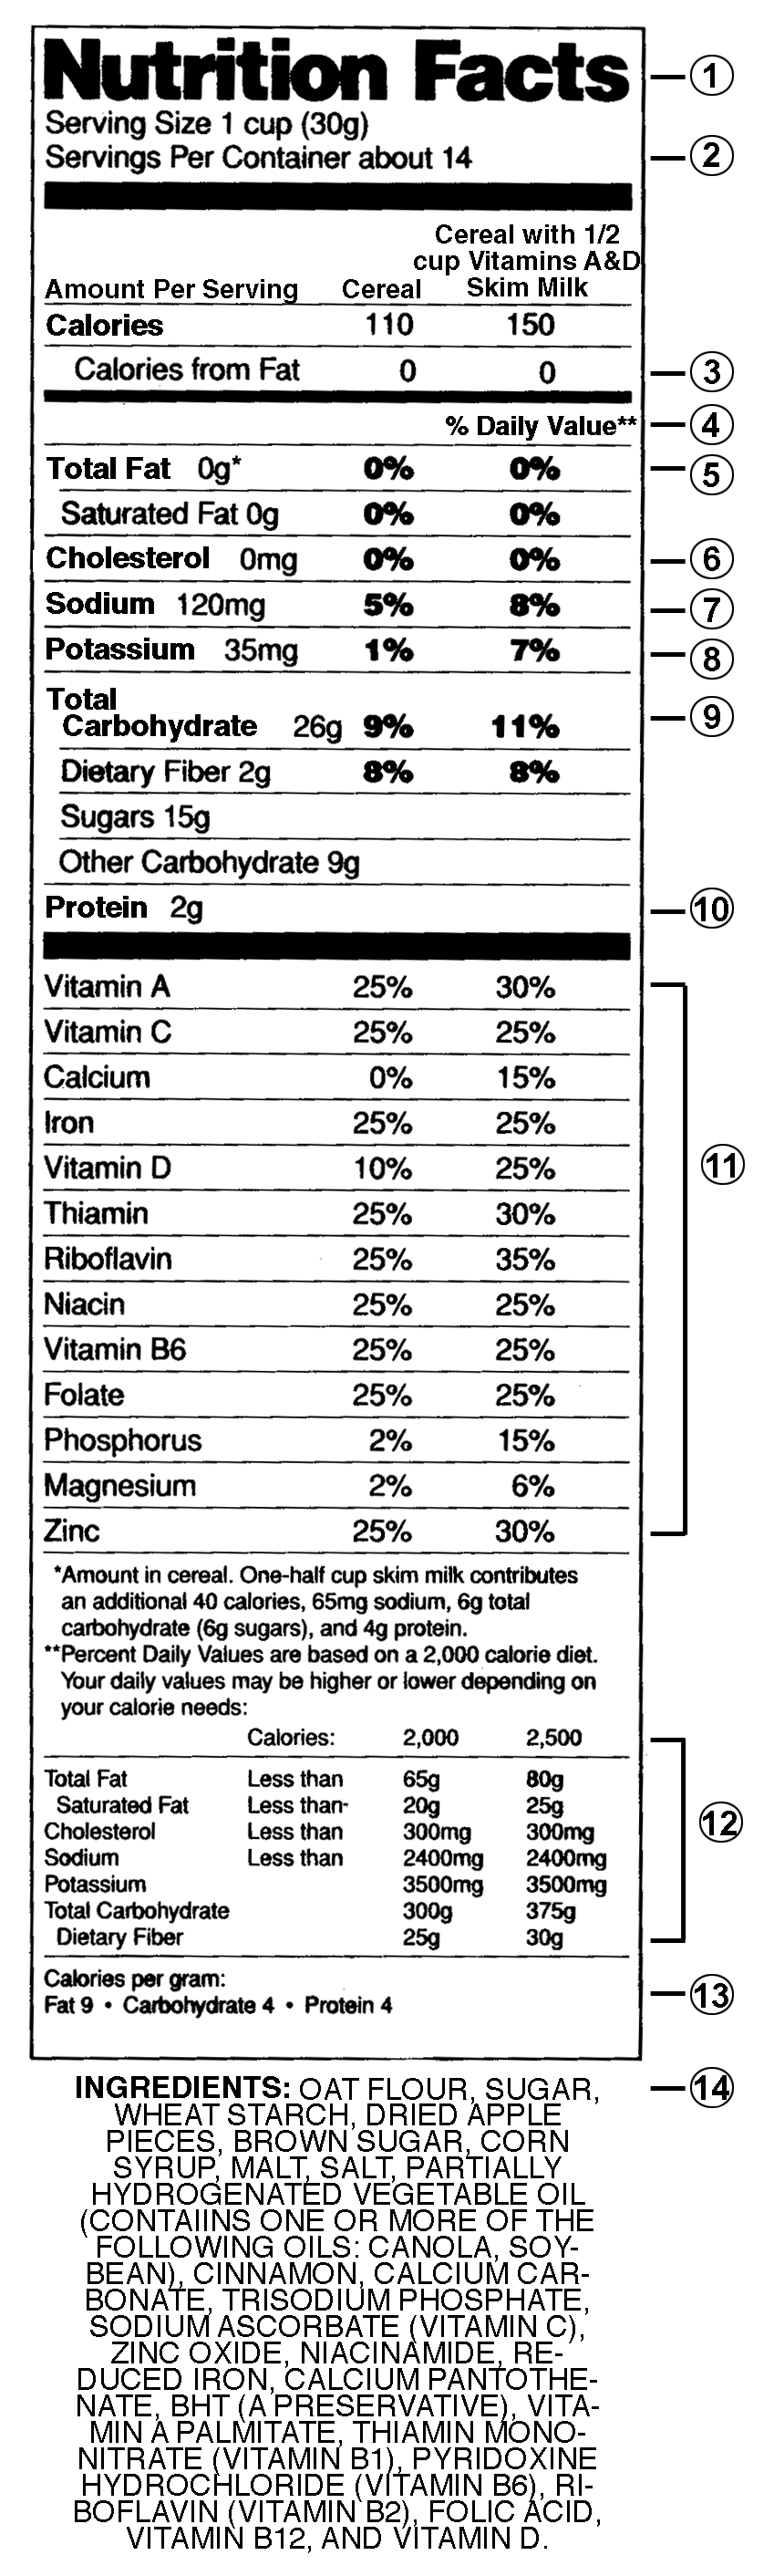 Nutrition Facts
1
Serving Size 1 cup (30g)
Servings Per Container about 14
2
Cereal with 1/2
cup Vitamins A&D
Amount Per Serving Cereal Skim Milk
Calories 110 150
Calories from Fat 0 0
3
% Daily Value**
4
Total Fat 0g* 0% 0%
5
Saturated Fat 0g 0% 0%
Cholesterol 0mg 0% 0%
6
Sodium 120mg 5% 8%
7
Potassium 35mg 1% 7%
8
Total
Carbohydrate 26g 9% 11%
9
Dietary Fiber 2g 8% 8%
Sugars 15g
Other Carbohydrate 9g
Protein 2g
10
Vitamin A 25% 30%
Vitamin C 25% 25%
Calcium 0% 15%
Iron 25% 25%
Vitamin D 10% 25%
11
Thiamin 25% 30%
Riboflavin 25% 35%
Niacin 25% 25%
Vitamin B6 25% 25%
Folate 25% 25%
Phosphorus 2% 15%
Magnesium 2% 6%
Zinc 25% 30%
*Amount in cereal. One-half cup skim milk contributes
an additional 40 calories, 65mg sodium, 6g total
carbohydrate (6g sugars), and 4g protein.
**Percent Daily Values are based on a 2,000 calorie diet.
Your daily values may be higher or lower depending on
your calorie needs:
Calories: 2,000 2,500
Total Fat Less than 65g 80g
Saturated Fat Less than- 20g 25g
12
Cholesterol Less than 300mg 300mg
Sodium Less than 2400mg 2400mg
Potassium 3500mg 3500mg
Total Carbohydrate 300g 375g
Dietary Fiber 25g 30g
Calories per gram:
13
Fat 9 • Carbohydrate 4 • Protein 4
INGREDIENTS: OAT FLOUR, SUGAR,
14
WHEAT STARCH, DRIED APPLE
PIECES, BROWN SUGAR, CORN
SYRUP, MALT, SALT, PARTIALLY
HYDROGENATED VEGETABLE OIL
(CONTAIINS ONE OR MORE OF THE
FOLLOWING OILS: CANOLA, SOY-
BEAN), CINNAMON, CALCIUM CAR-
BONATE, TRISODIUM PHOSPHATE,
SODIUM ASCORBATE (VITAMIN C),
ZINC OXIDE, NIACINAMIDE, RE-
DUCED IRON, CALCIUM PANTOTHE-
NATE, BHT (A PRESERVATIVE), VITA-
MIN A PALMITATE, THIAMIN MONO-
NITRATE (VITAMIN B1), PYRIDOXINE
HYDROCHLORIDE (VITAMIN B6), RI-
BOFLAVIN (VITAMIN B2), FOLIC ACID,
VITAMIN B12, AND VITAMIN D.